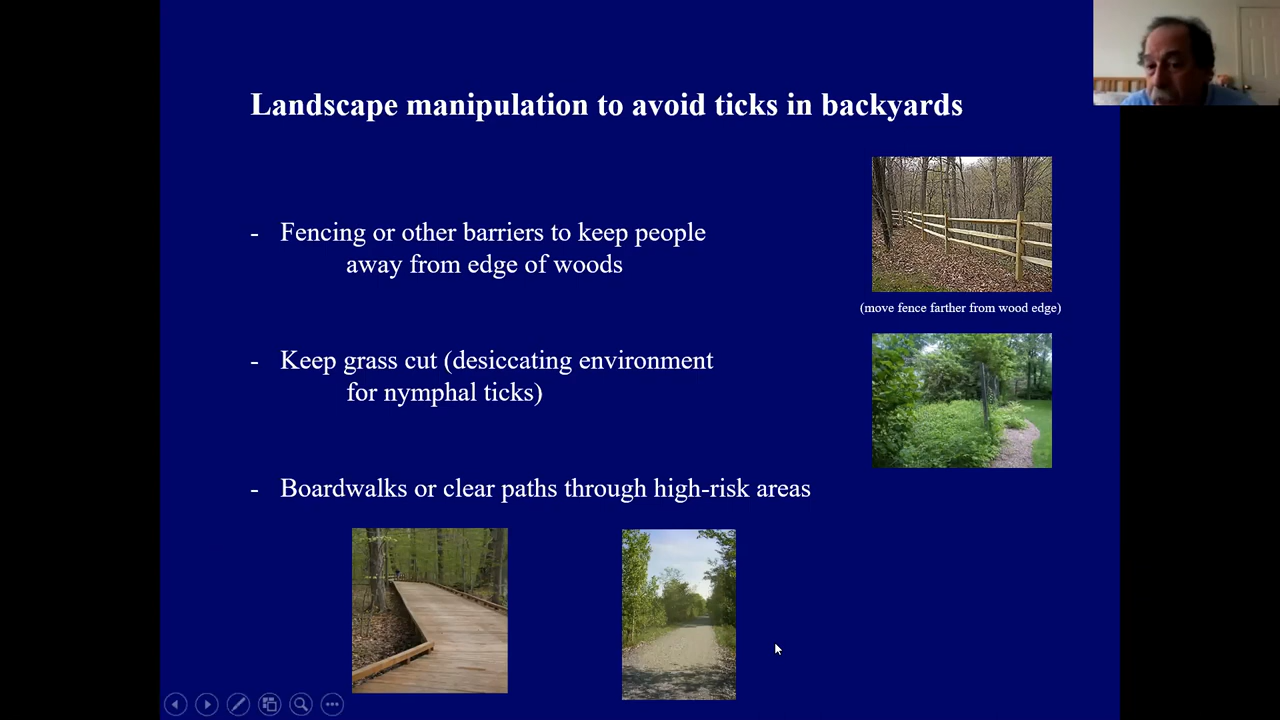 Landscape manipulation to avoid ticks in backyards
- Fencing or other barriers to keep people
away from edge of woods
(move fence farther from wood edge)
- Keep grass cut (desiccating environment
for nymphal ticks)
- Boardwalks or clear paths through high-risk areas